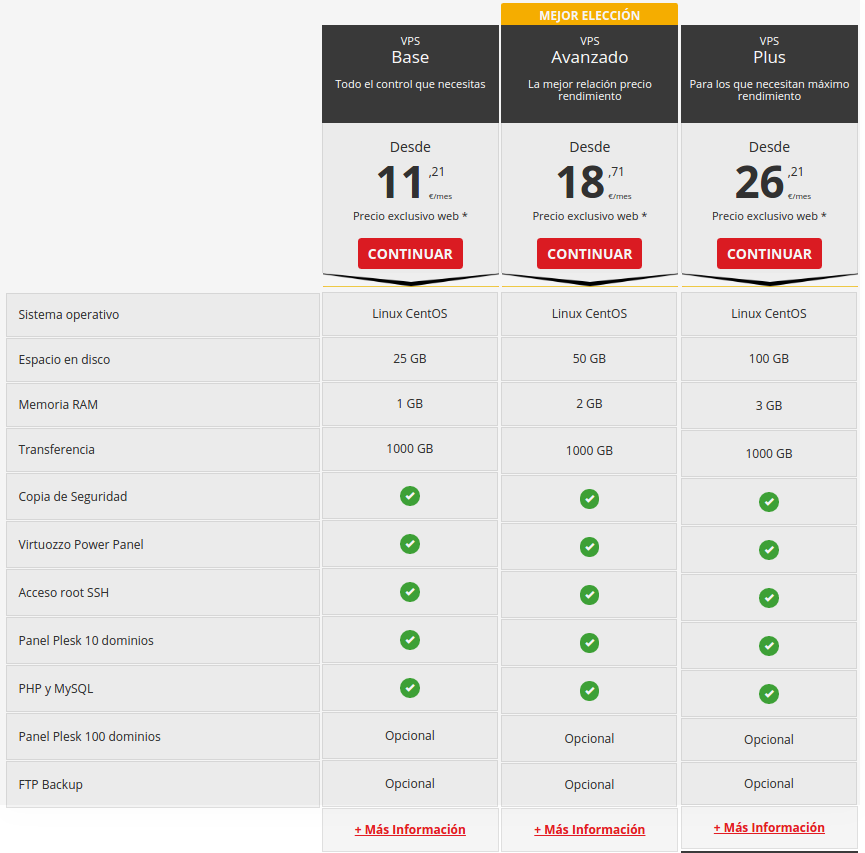 MEJOR ELECCIÓN
VPS
Base
Todo el control que necesitas
VPS
Avanzado
La mejor relación precio
rendimiento
VPS
Plus
Para los que necesitan máximo
rendimiento
Desde
11,21
€/mes
Precio exclusivo web *
CONTINUAR
Desde
18,71
€/mes
Precio exclusivo web *
CONTINUAR
Desde
26,21
€/mes
Precio exclusivo web *
CONTINUAR
Sistema operativo Linux CentOS Linux CentOS Linux CentOS
Espacio en disco 25 GB 50 GB 100 GB
Memoria RAM 1 GB 2 GB 3 GB
Transferencia 1000 GB 1000 GB 1000 GB
Copia de Seguridad
Virtuozzo Power Panel
Acceso root SSH
Panel Plesk 10 dominios
PHP y MySQL
Panel Plesk 100 dominios Opcional Opcional Opcional
FTP Backup Opcional Opcional Opcional
+ Más Información + Más Información + Más Información